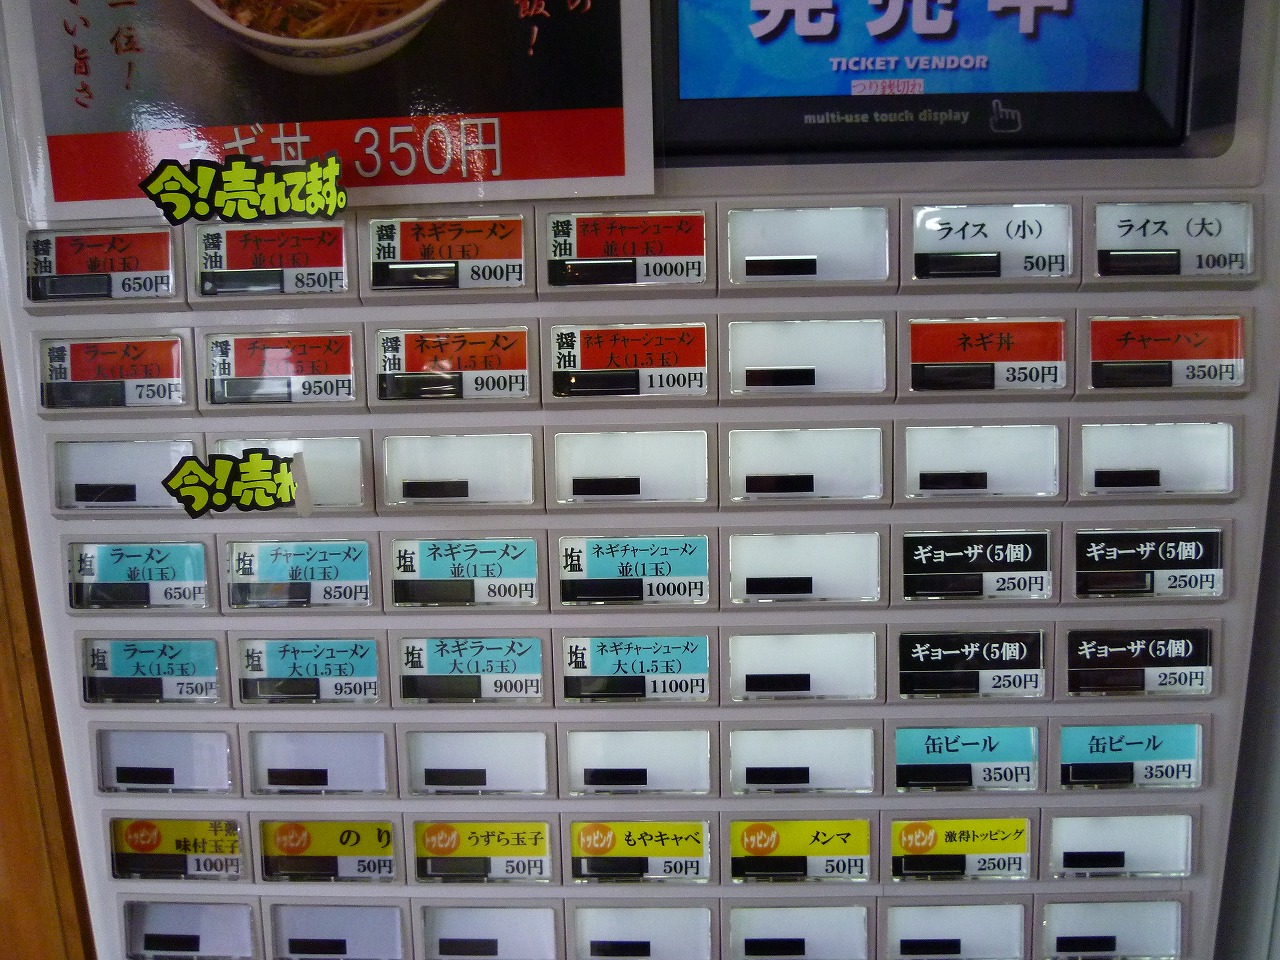 一位！
いい旨さ
の
飯！
ネギ丼 350円
発売中
TICKET VENDOR
つり銭切れ
multi-use touch display
今！売れてます。
醤油 ラーメン 並(1玉) 650円
醤油 チャーシューメン 並(1玉) 850円
醤油 ネギラーメン 並(1玉) 800円
醤油 ネギチャーシューメン 並(1玉) 1000円
ライス （小） 50円
ライス （大） 100円
醤油 ラーメン 大(1.5玉) 750円
醤油 チャーシューメン 大(1.5玉) 950円
醤油 ネギラーメン 大(1.5玉) 900円
醤油 ネギチャーシューメン 大(1.5玉) 1100円
ネギ丼 350円
チャーハン 350円
今！売れ
塩 ラーメン 並(1玉) 650円
塩 チャーシューメン 並(1玉) 850円
塩 ネギラーメン 並(1玉) 800円
塩 ネギチャーシューメン 並(1玉) 1000円
ギョーザ(5個) 250円
ギョーザ(5個) 250円
塩 ラーメン 大(1.5玉) 750円
塩 チャーシューメン 大(1.5玉) 950円
塩 ネギラーメン 大(1.5玉) 900円
塩 ネギチャーシューメン 大(1.5玉) 1100円
ギョーザ(5個) 250円
ギョーザ(5個) 250円
缶ビール 350円
缶ビール 350円
トッピング 半熟 味付玉子 100円
トッピング のり 50円
トッピング うずら玉子 50円
トッピング もやキャベ 50円
トッピング メンマ 50円
トッピング 激得トッピング 250円